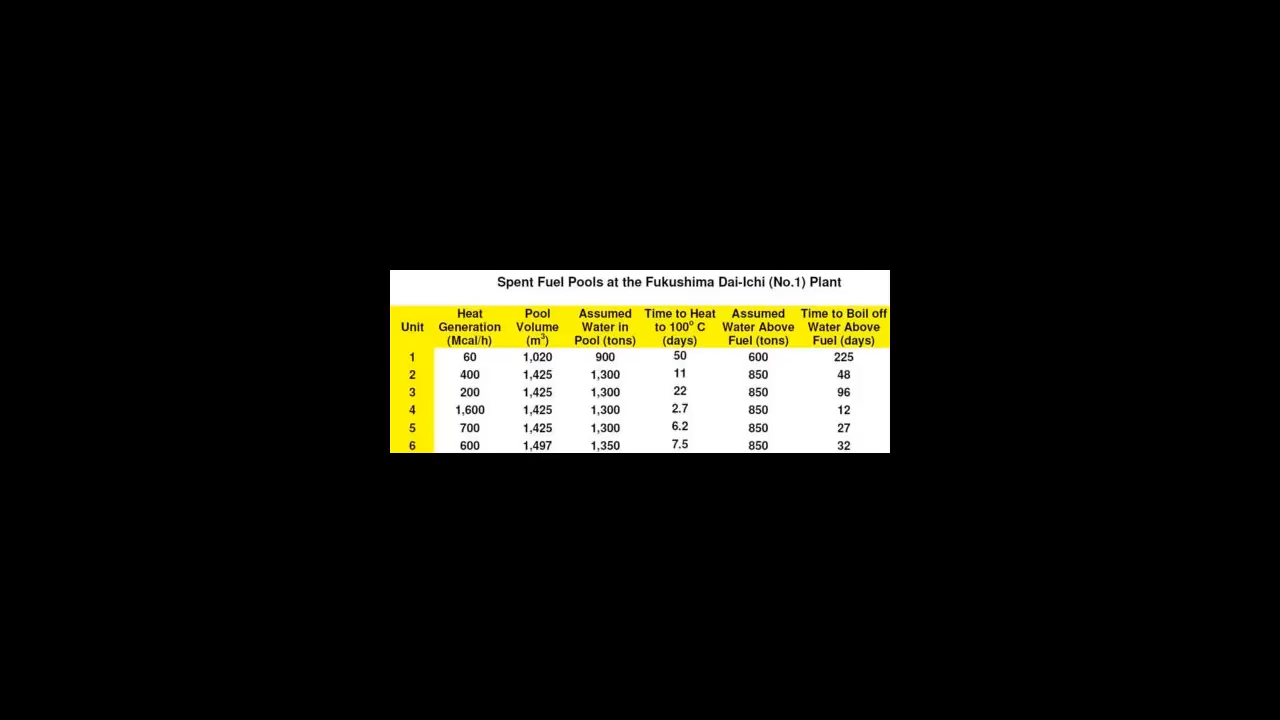 Spent Fuel Pools at the Fukushima Dai-Ichi (No.1) Plant
Heat Pool Assumed Time to Heat Assumed Time to Boil off
Unit Generation Volume Water in to 100° C Water Above Water Above
(Mcal/h) (m³) Pool (tons) (days) Fuel (tons) Fuel (days)
1 60 1,020 900 50 600 225
2 400 1,425 1,300 11 850 48
3 200 1,425 1,300 22 850 96
4 1,600 1,425 1,300 2.7 850 12
5 700 1,425 1,300 6.2 850 27
6 600 1,497 1,350 7.5 850 32